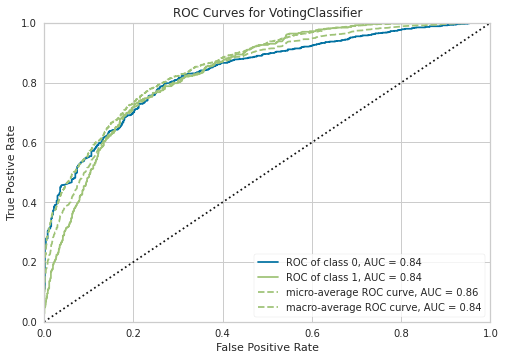 ROC Curves for VotingClassifier
True Postive Rate
1.0
0.8
0.6
0.4
0.2
0.0
0.0 0.2 0.4 0.6 0.8 1.0
False Positive Rate
ROC of class 0, AUC = 0.84
ROC of class 1, AUC = 0.84
micro-average ROC curve, AUC = 0.86
macro-average ROC curve, AUC = 0.84